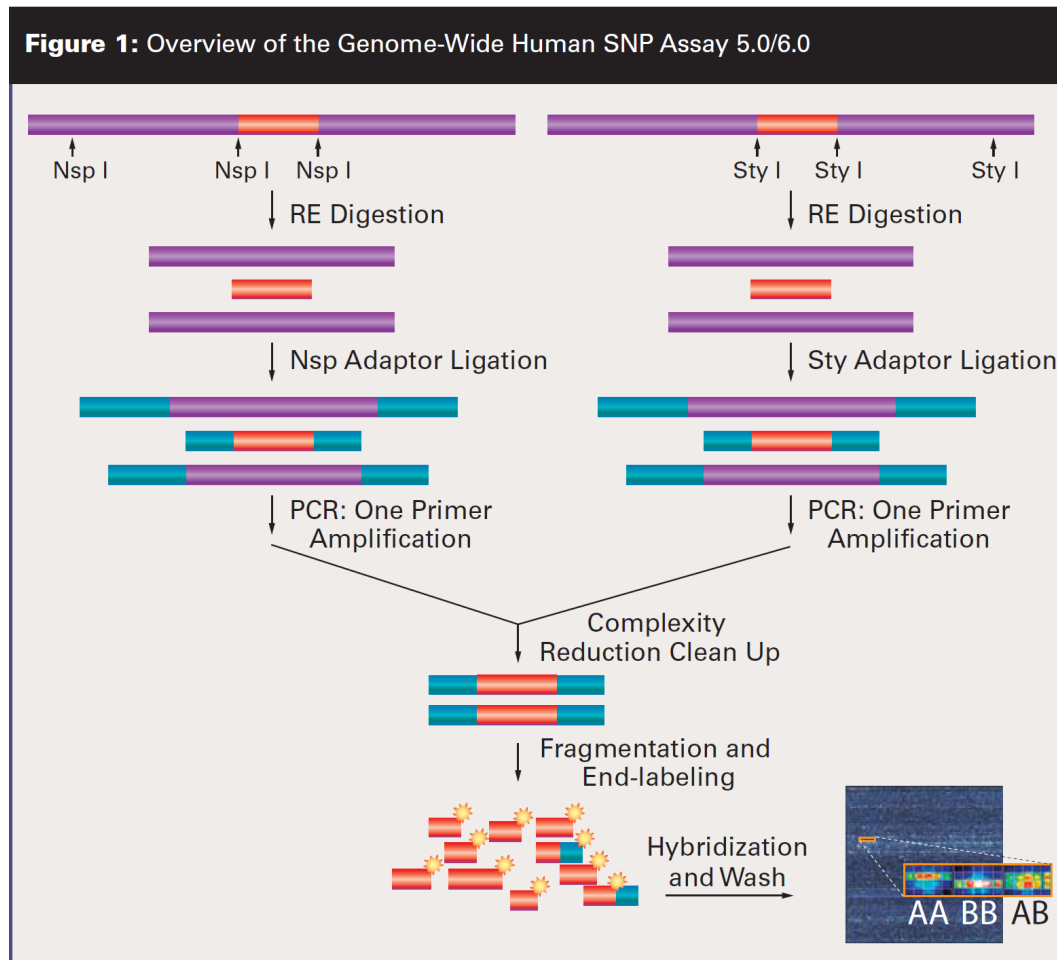 Figure 1: Overview of the Genome-Wide Human SNP Assay 5.0/6.0
Nsp I
Nsp I
Nsp I
Sty I
Sty I
Sty I
RE Digestion
RE Digestion
Nsp Adaptor Ligation
Sty Adaptor Ligation
PCR: One Primer
Amplification
PCR: One Primer
Amplification
Complexity
Reduction Clean Up
Fragmentation and
End-labeling
Hybridization
and Wash
AA BB AB